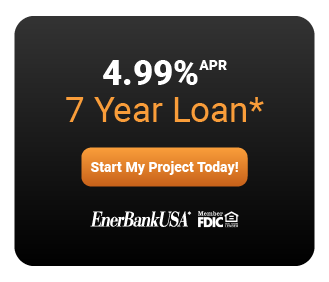 4.99% APR
7 Year Loan*
Start My Project Today!
EnerBankUSA®
Member
FDIC